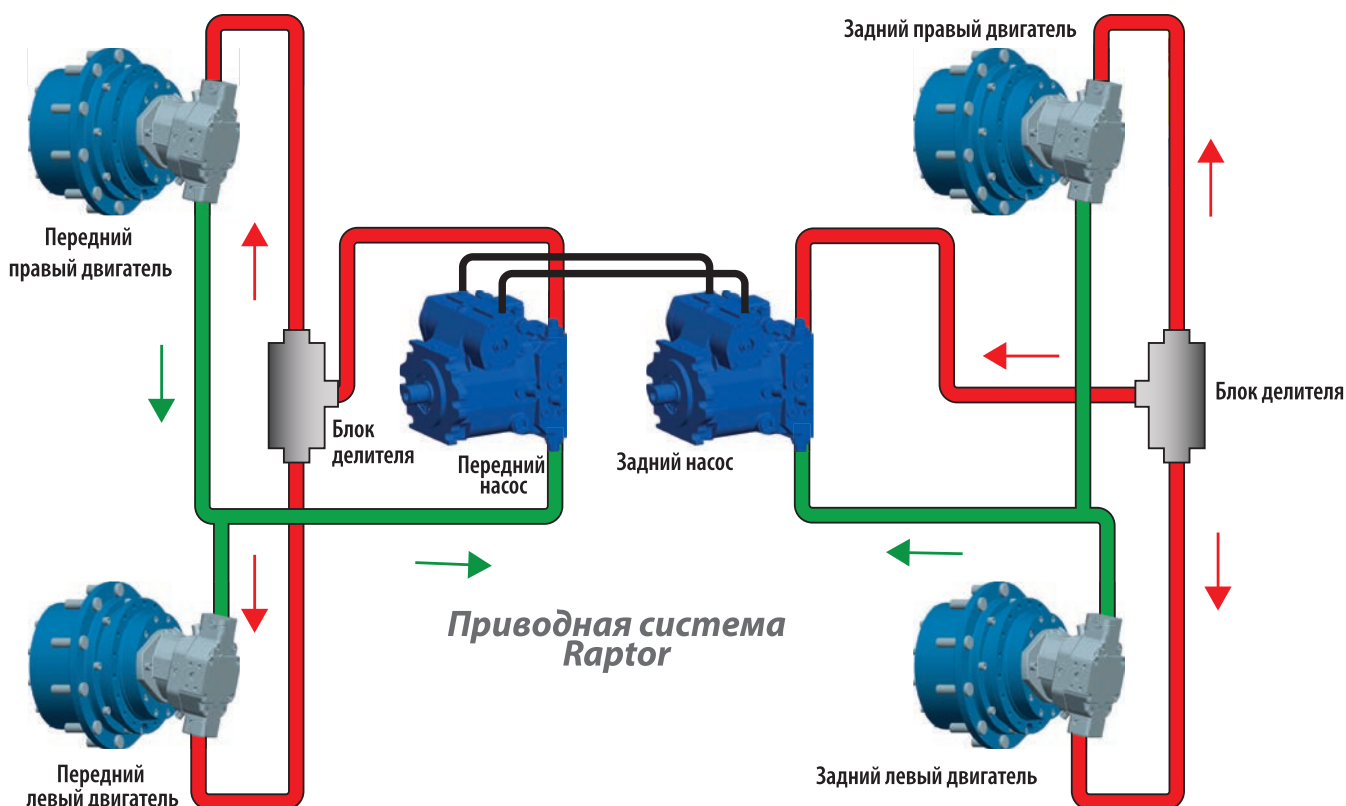 Задний правый двигатель
Передний
правый двигатель
Блок
делителя
Передний
насос
Задний насос
Блок делителя
Приводная система
Raptor
Передний
левый двигатель
Задний левый двигатель